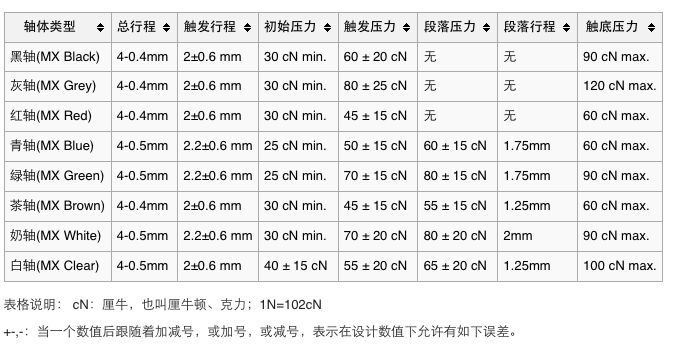 轴体类型 总行程 触发行程 初始压力 触发压力 段落压力 段落行程 触底压力
黑轴(MX Black) 4-0.4mm 2±0.6 mm 30 cN min. 60 ± 20 cN 无 无 90 cN max.
灰轴(MX Grey) 4-0.4mm 2±0.6 mm 30 cN min. 80 ± 25 cN 无 无 120 cN max.
红轴(MX Red) 4-0.4mm 2±0.6 mm 30 cN min. 45 ± 15 cN 无 无 60 cN max.
青轴(MX Blue) 4-0.5mm 2.2±0.6 mm 25 cN min. 50 ± 15 cN 60 ± 15 cN 1.75mm 60 cN max.
绿轴(MX Green) 4-0.5mm 2.2±0.6 mm 25 cN min. 70 ± 15 cN 80 ± 15 cN 1.75mm 90 cN max.
茶轴(MX Brown) 4-0.4mm 2±0.6 mm 30 cN min. 45 ± 15 cN 55 ± 15 cN 1.25mm 60 cN max.
奶轴(MX White) 4-0.5mm 2.2±0.6 mm 30 cN min. 70 ± 20 cN 80 ± 20 cN 2mm 90 cN max.
白轴(MX Clear) 4-0.5mm 2±0.6 mm 40 ± 15 cN 55 ± 20 cN 65 ± 20 cN 1.25mm 100 cN max.
表格说明： cN：厘牛，也叫厘牛顿、克力；1N=102cN
+-,-：当一个数值后跟随着加减号，或加号，或减号，表示在设计数值下允许有如下误差。